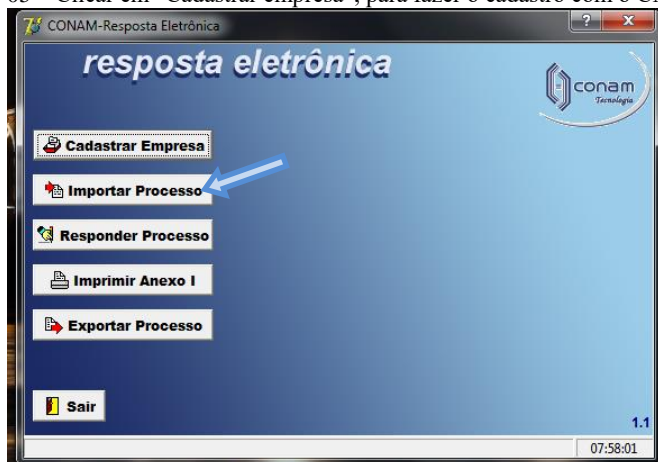 CONAM-Resposta Eletrônica
resposta eletrônica
conam
Tecnologia
Cadastrar Empresa
Importar Processo
Responder Processo
Imprimir Anexo I
Exportar Processo
Sair
1.1
07:58:01